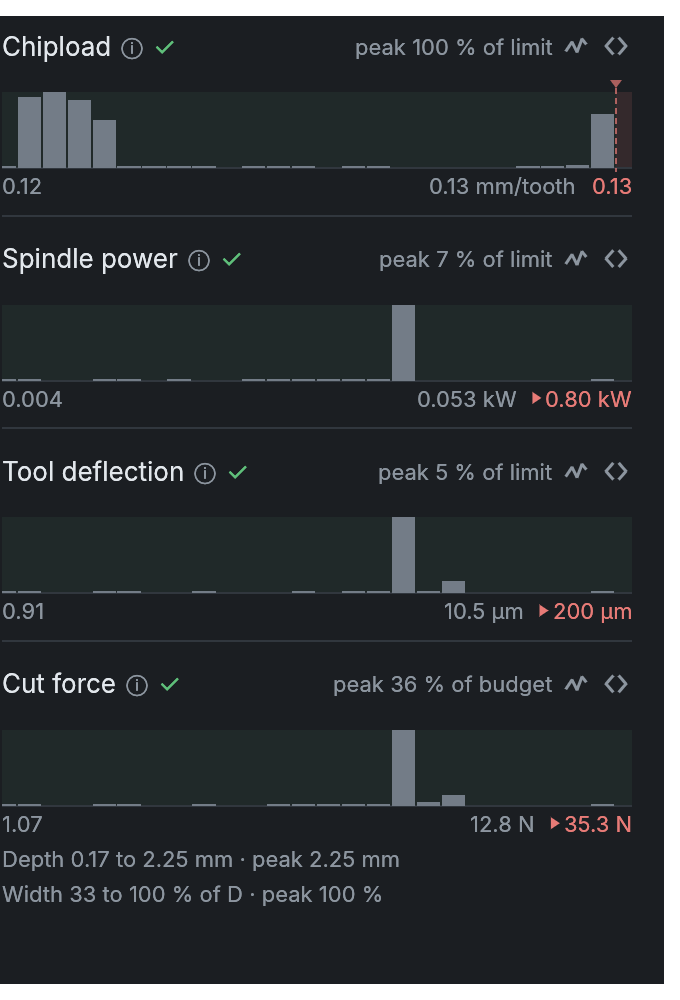 Chipload peak 100 % of limit
0.12 0.13 mm/tooth 0.13
Spindle power peak 7 % of limit
0.004 0.053 kW 0.80 kW
Tool deflection peak 5 % of limit
0.91 10.5 µm 200 µm
Cut force peak 36 % of budget
1.07 12.8 N 35.3 N
Depth 0.17 to 2.25 mm · peak 2.25 mm
Width 33 to 100 % of D · peak 100 %